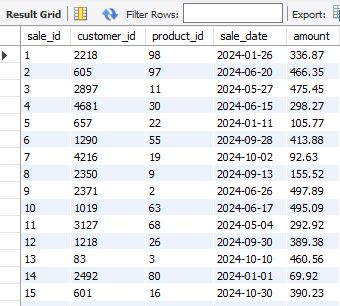 Result Grid Filter Rows: Export:
sale_id customer_id product_id sale_date amount
1 2218 98 2024-01-26 336.87
2 605 97 2024-06-20 466.35
3 2897 11 2024-05-27 475.45
4 4681 30 2024-06-15 298.27
5 657 22 2024-01-11 105.77
6 1290 55 2024-09-28 413.88
7 4216 19 2024-10-02 92.63
8 2350 9 2024-09-13 155.52
9 2371 2 2024-06-26 497.89
10 1019 63 2024-06-17 495.09
11 3127 68 2024-05-04 292.92
12 1218 26 2024-09-30 389.38
13 83 3 2024-10-10 460.56
14 2492 80 2024-01-01 69.92
15 601 16 2024-10-30 390.23